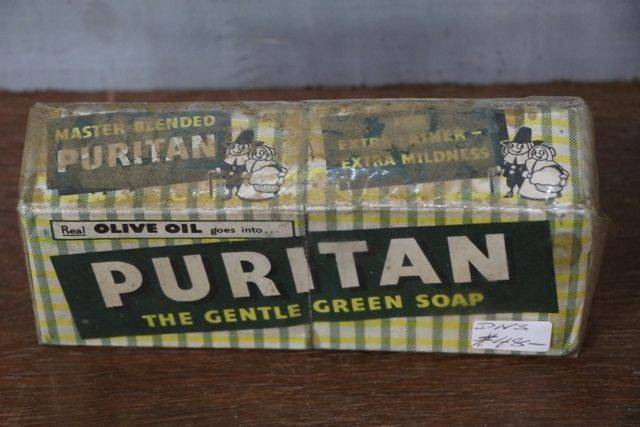 MASTER BLENDED
PURITAN
EXTRA LATHER -
EXTRA MILDNESS
Real OLIVE OIL goes into...
PURITAN
THE GENTLE GREEN SOAP
DNS